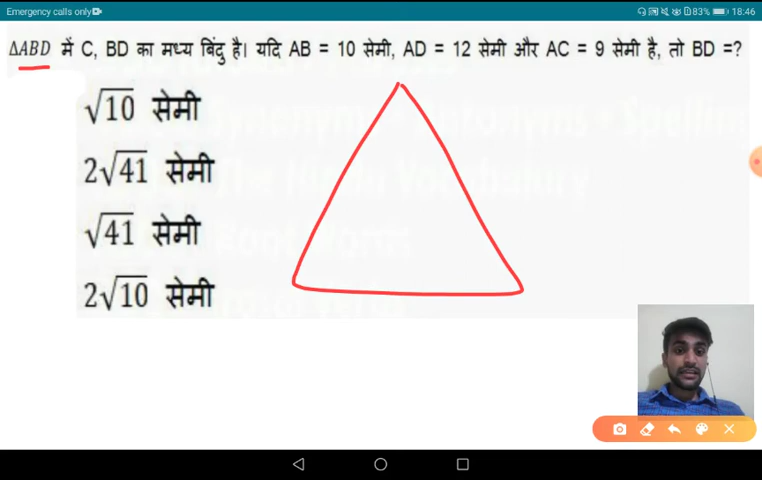 Emergency calls only 83% 18:46
ΔABD में C, BD का मध्य बिंदु है। यदि AB = 10 सेमी, AD = 12 सेमी और AC = 9 सेमी है, तो BD =?
√10 सेमी
2√41 सेमी
√41 सेमी
2√10 सेमी